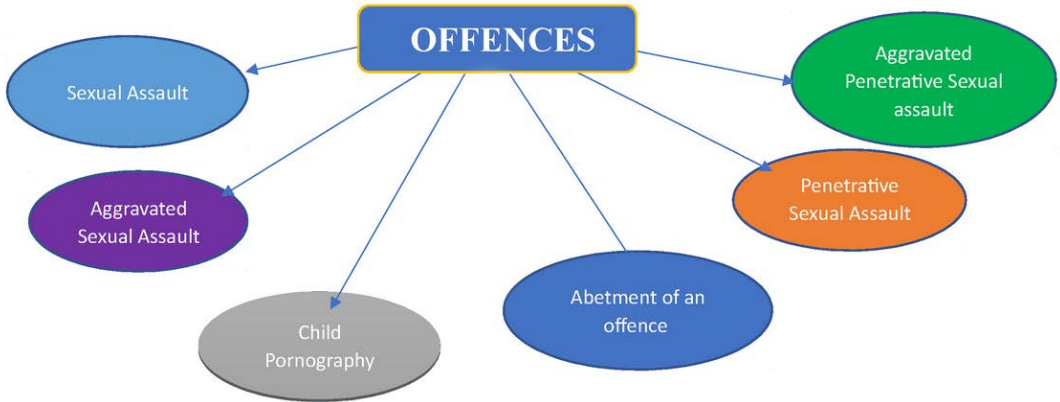 OFFENCES
Sexual Assault
Aggravated
Penetrative Sexual
assault
Aggravated
Sexual Assault
Penetrative
Sexual Assault
Child
Pornography
Abetment of an
offence